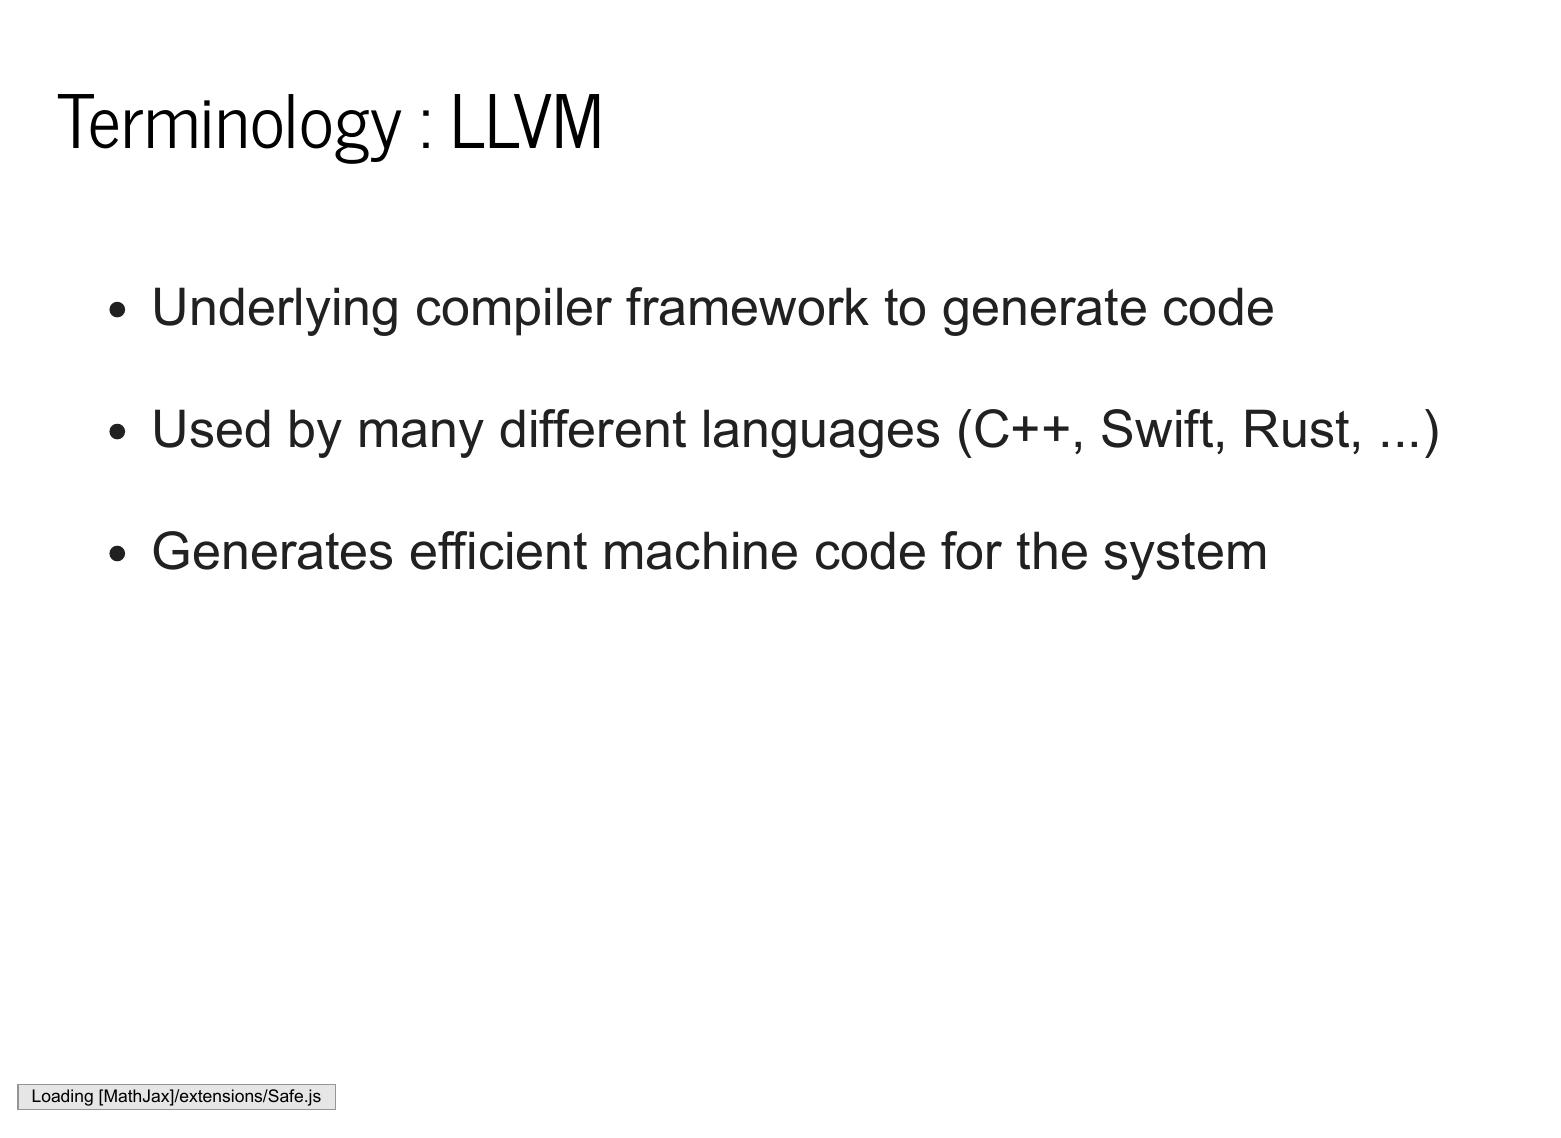 Terminology : LLVM
• Underlying compiler framework to generate code
• Used by many different languages (C++, Swift, Rust, ...)
• Generates efficient machine code for the system
Loading [MathJax]/extensions/Safe.js